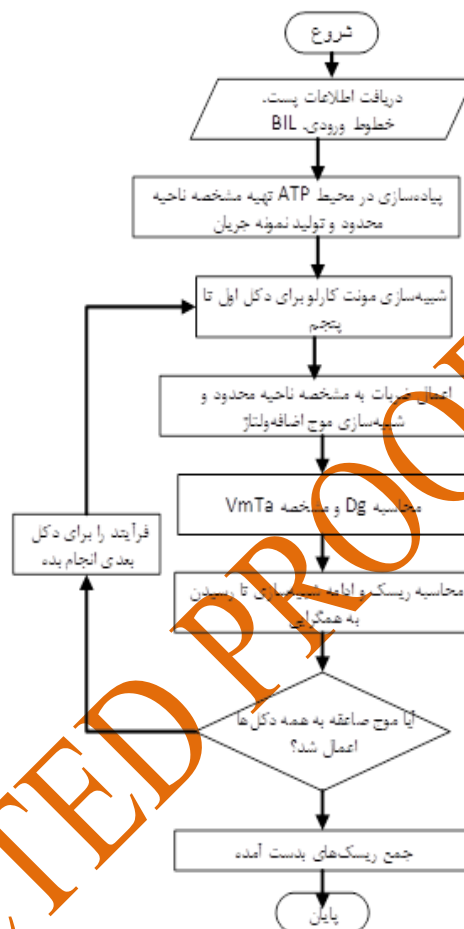 شروع
دریافت اطلاعات پست،
خطوط ورودی، BIL
پیاده‌سازی در محیط ATP تهیه مشخصه ناحیه
محدود و تولید نمونه جریان
شبیه‌سازی مونت کارلو برای دکل اول تا
پنجم
اعمال ضربات به مشخصه ناحیه محدود و
شبیه‌سازی موج اضافه‌ولتاژ
محاسبه Dg و مشخصه VmTa
فرآیند را برای دکل
بعدی انجام بده
محاسبه ریسک و ادامه شبیه‌سازی تا رسیدن
به همگرایی
آیا موج صاعقه به همه دکل‌ها
اعمال شد؟
جمع ریسک‌های بدست آمده
پایان
CTED PROOF